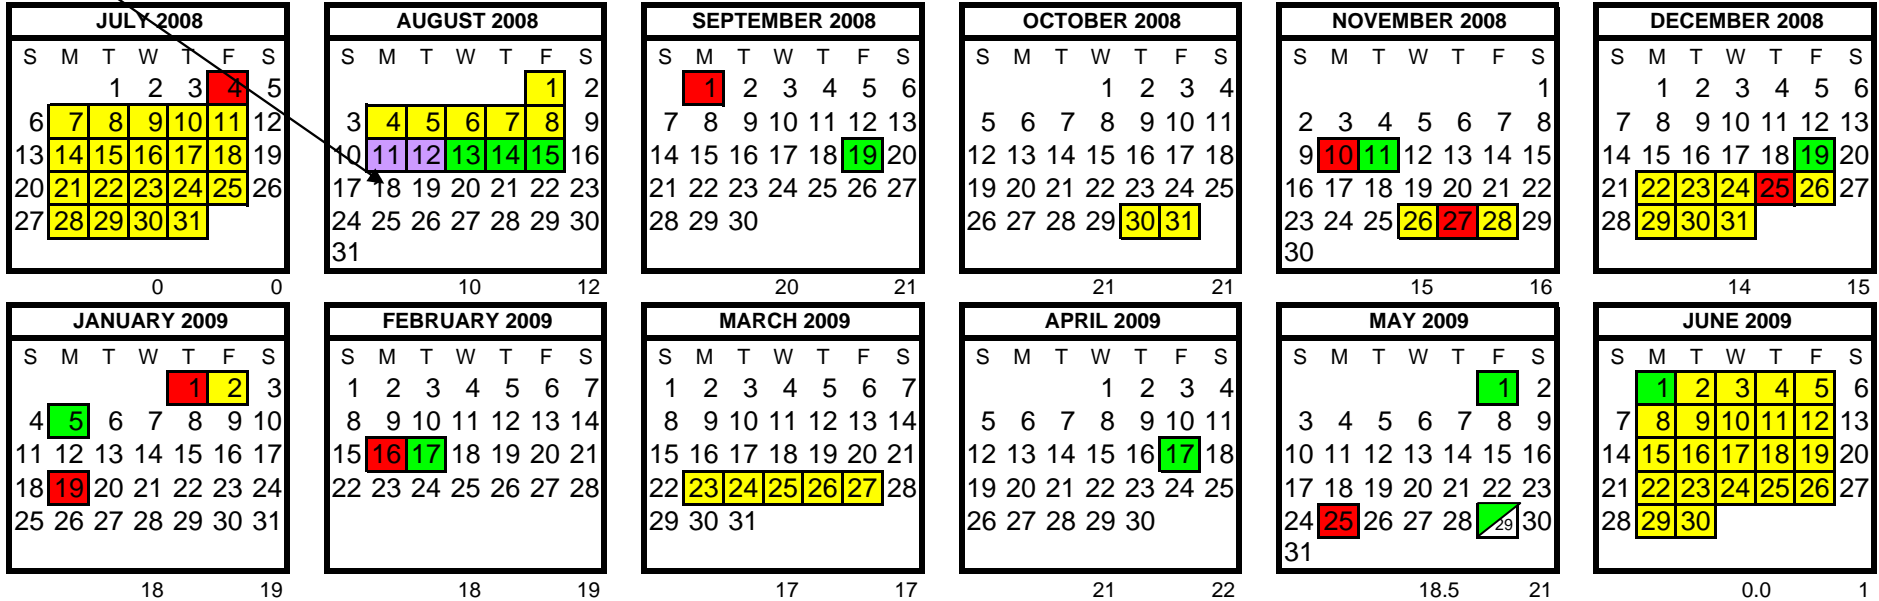 JULY 2008
S M T W T F S
1 2 3 4 5
6 7 8 9 10 11 12
13 14 15 16 17 18 19
20 21 22 23 24 25 26
27 28 29 30 31
0 0
AUGUST 2008
S M T W T F S
1 2
3 4 5 6 7 8 9
10 11 12 13 14 15 16
17 18 19 20 21 22 23
24 25 26 27 28 29 30
31
10 12
SEPTEMBER 2008
S M T W T F S
1 2 3 4 5 6
7 8 9 10 11 12 13
14 15 16 17 18 19 20
21 22 23 24 25 26 27
28 29 30
20 21
OCTOBER 2008
S M T W T F S
1 2 3 4
5 6 7 8 9 10 11
12 13 14 15 16 17 18
19 20 21 22 23 24 25
26 27 28 29 30 31
21 21
NOVEMBER 2008
S M T W T F S
1
2 3 4 5 6 7 8
9 10 11 12 13 14 15
16 17 18 19 20 21 22
23 24 25 26 27 28 29
30
15 16
DECEMBER 2008
S M T W T F S
1 2 3 4 5 6
7 8 9 10 11 12 13
14 15 16 17 18 19 20
21 22 23 24 25 26 27
28 29 30 31
14 15
JANUARY 2009
S M T W T F S
1 2 3
4 5 6 7 8 9 10
11 12 13 14 15 16 17
18 19 20 21 22 23 24
25 26 27 28 29 30 31
18 19
FEBRUARY 2009
S M T W T F S
1 2 3 4 5 6 7
8 9 10 11 12 13 14
15 16 17 18 19 20 21
22 23 24 25 26 27 28
18 19
MARCH 2009
S M T W T F S
1 2 3 4 5 6 7
8 9 10 11 12 13 14
15 16 17 18 19 20 21
22 23 24 25 26 27 28
29 30 31
17 17
APRIL 2009
S M T W T F S
1 2 3 4
5 6 7 8 9 10 11
12 13 14 15 16 17 18
19 20 21 22 23 24 25
26 27 28 29 30
21 22
MAY 2009
S M T W T F S
1 2
3 4 5 6 7 8 9
10 11 12 13 14 15 16
17 18 19 20 21 22 23
24 25 26 27 28 29 30
31
18.5 21
JUNE 2009
S M T W T F S
1 2 3 4 5 6
7 8 9 10 11 12 13
14 15 16 17 18 19 20
21 22 23 24 25 26 27
28 29 30
0.0 1